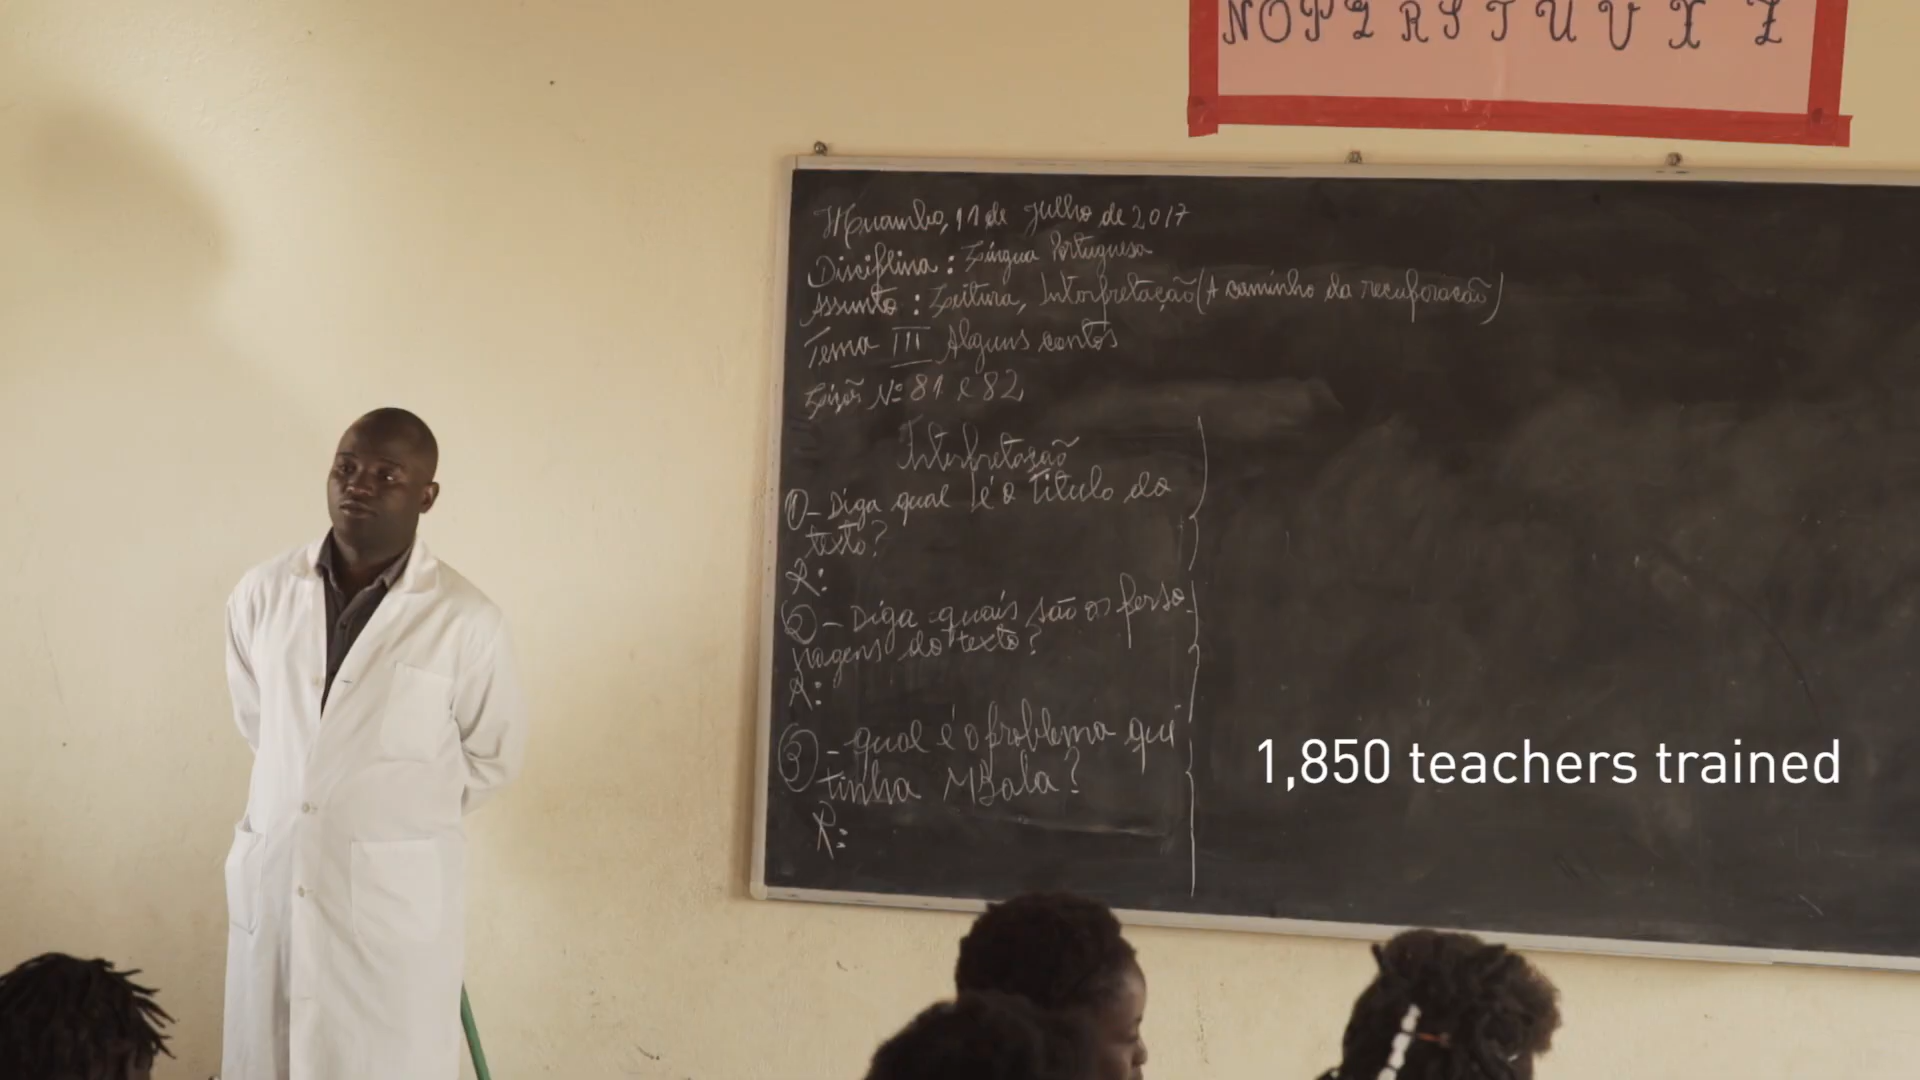 N O P Q R S T U V X Z
Huambo, 11 de Julho de 2017
Disciplina: Língua Portuguesa
Assunto: Leitura, Interpretação (A caminho da recuperação)
Tema III Alguns contos
Lição Nº 81 e 82
Interpretação
1 - Diga qual é o título do
texto?
R:
2 - Diga quais são os perso
nagens do texto?
R:
3 - qual é o problema que
tinha MBala?
R:
1,850 teachers trained